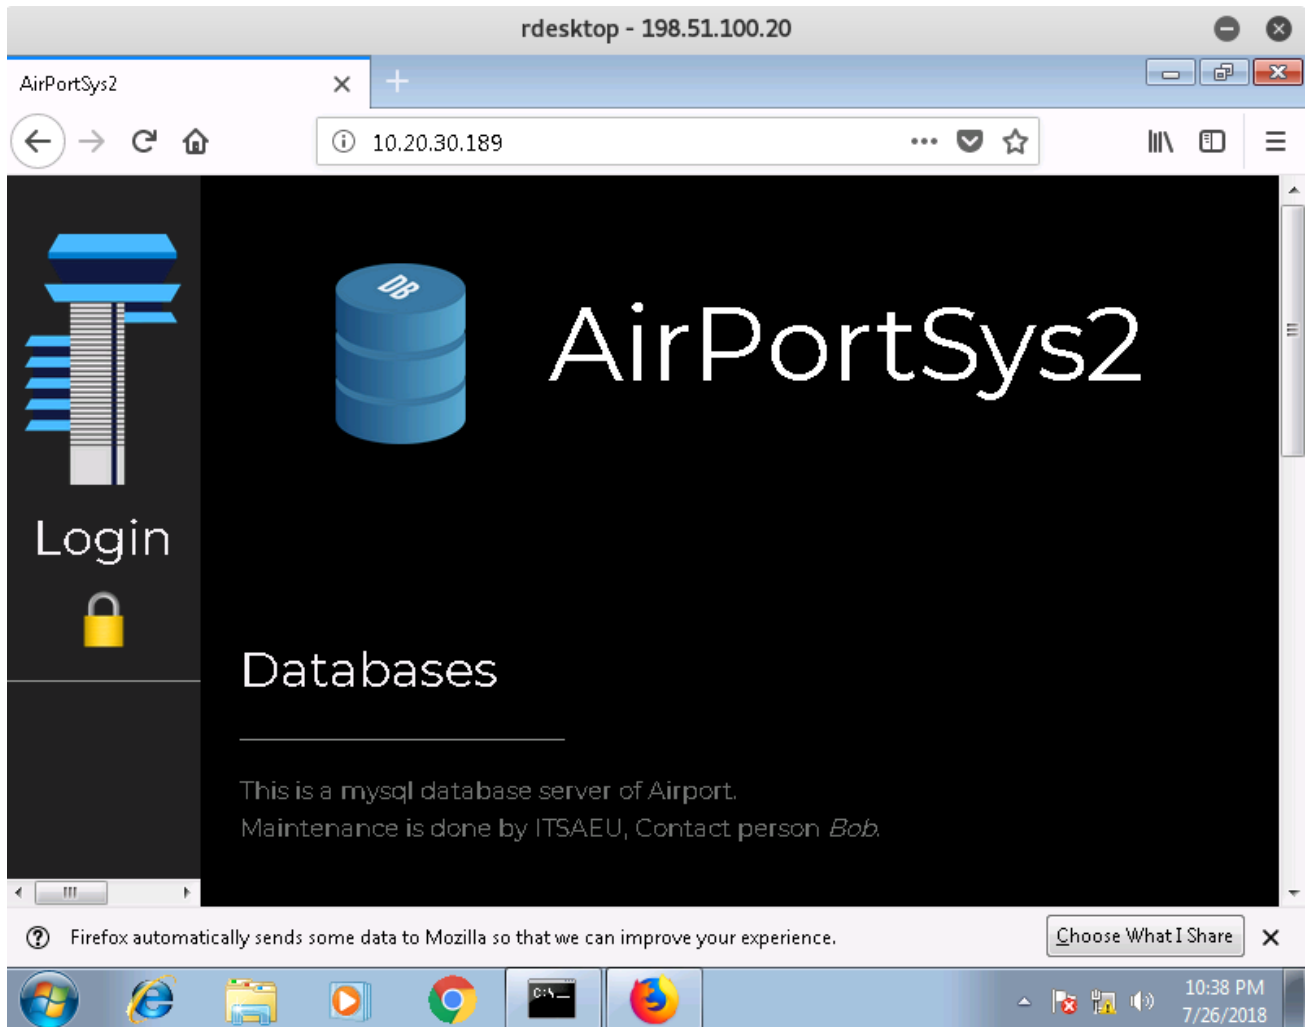 rdesktop - 198.51.100.20
AirPortSys2
10.20.30.189
DB
AirPortSys2
Login
Databases
This is a mysql database server of Airport.
Maintenance is done by ITSAEU, Contact person Bob.
Firefox automatically sends some data to Mozilla so that we can improve your experience.
Choose What I Share
C:\_
10:38 PM
7/26/2018